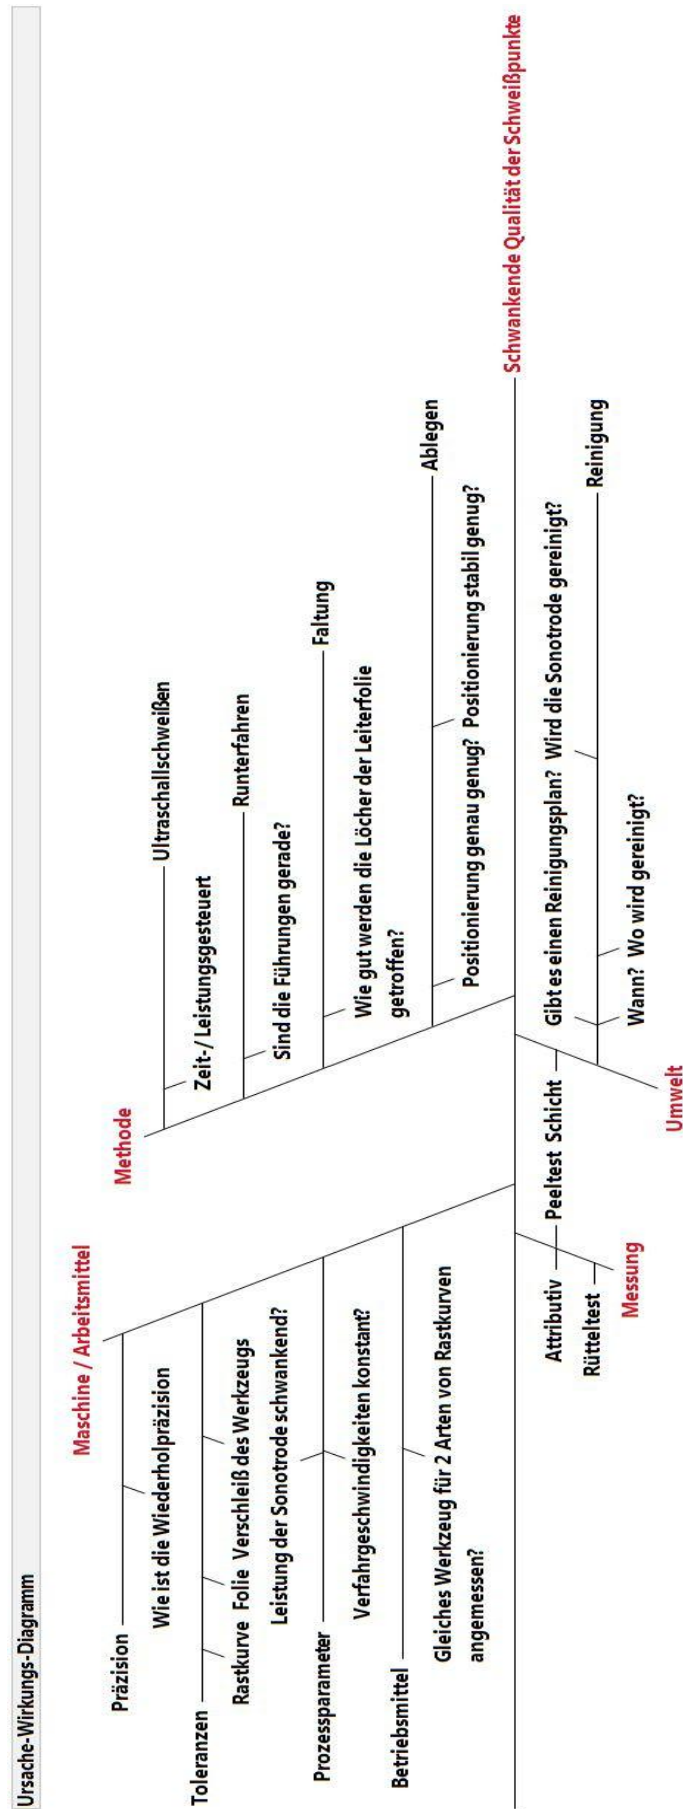 Ursache-Wirkungs-Diagramm
Maschine / Arbeitsmittel
Präzision
Wie ist die Wiederholpräzision
Toleranzen
Rastkurve Folie Verschleiß des Werkzeugs
Leistung der Sonotrode schwankend?
Prozessparameter
Verfahrgeschwindigkeiten konstant?
Betriebsmittel
Gleiches Werkzeug für 2 Arten von Rastkurven
angemessen?
Methode
Ultraschallschweißen
Zeit-/ Leistungsgesteuert
Runterfahren
Sind die Führungen gerade?
Faltung
Wie gut werden die Löcher der Leiterfolie
getroffen?
Ablegen
Positionierung genau genug? Positionierung stabil genug?
Schwankende Qualität der Schweißpunkte
Attributiv
Peeltest
Rütteltest
Messung
Schicht
Gibt es einen Reinigungsplan? Wird die Sonotrode gereinigt?
Reinigung
Wann? Wo wird gereinigt?
Umwelt